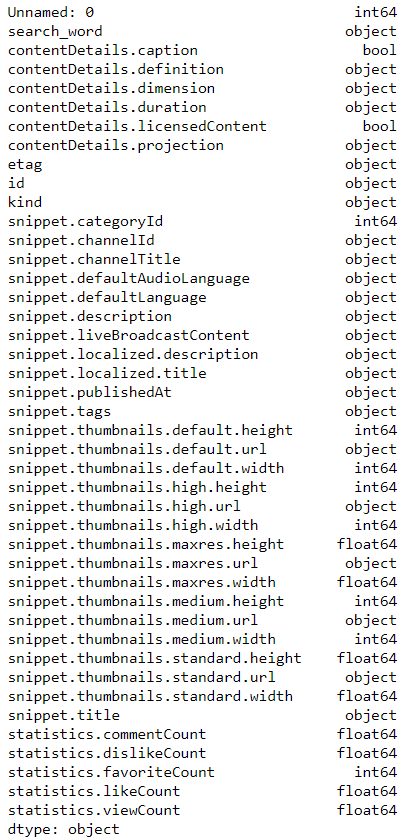 Unnamed: 0 int64
search_word object
contentDetails.caption bool
contentDetails.definition object
contentDetails.dimension object
contentDetails.duration object
contentDetails.licensedContent bool
contentDetails.projection object
etag object
id object
kind object
snippet.categoryId int64
snippet.channelId object
snippet.channelTitle object
snippet.defaultAudioLanguage object
snippet.defaultLanguage object
snippet.description object
snippet.liveBroadcastContent object
snippet.localized.description object
snippet.localized.title object
snippet.publishedAt object
snippet.tags object
snippet.thumbnails.default.height int64
snippet.thumbnails.default.url object
snippet.thumbnails.default.width int64
snippet.thumbnails.high.height int64
snippet.thumbnails.high.url object
snippet.thumbnails.high.width int64
snippet.thumbnails.maxres.height float64
snippet.thumbnails.maxres.url object
snippet.thumbnails.maxres.width float64
snippet.thumbnails.medium.height int64
snippet.thumbnails.medium.url object
snippet.thumbnails.medium.width int64
snippet.thumbnails.standard.height float64
snippet.thumbnails.standard.url object
snippet.thumbnails.standard.width float64
snippet.title object
statistics.commentCount float64
statistics.dislikeCount float64
statistics.favoriteCount int64
statistics.likeCount float64
statistics.viewCount float64
dtype: object